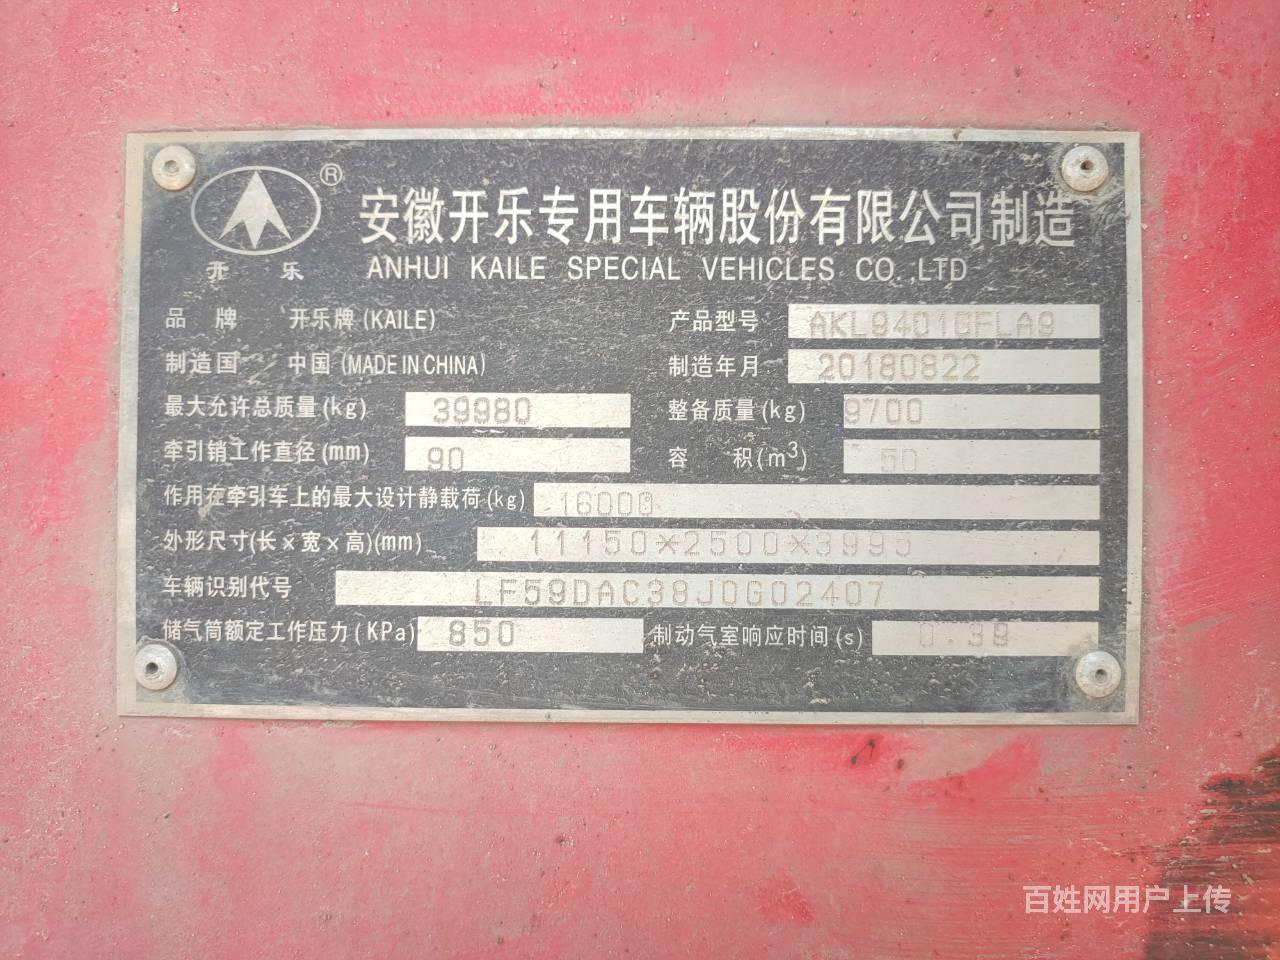 ®
开 乐
安徽开乐专用车辆股份有限公司制造
ANHUI KAILE SPECIAL VEHICLES CO.,LTD
品 牌 开乐牌(KAILE) 产品型号 AKL9401GFLA9
制造国 中国(MADE IN CHINA) 制造年月 20180822
最大允许总质量(kg) 39980 整备质量(kg) 9700
牵引销工作直径(mm) 90 容 积(m³) 50
作用在牵引车上的最大设计静载荷(kg) 16000
外形尺寸(长×宽×高)(mm) 11150*2500*3995
车辆识别代号 LF59DAC38J0G02407
储气筒额定工作压力(KPa) 850 制动气室响应时间(s) 0.39
百姓网用户上传